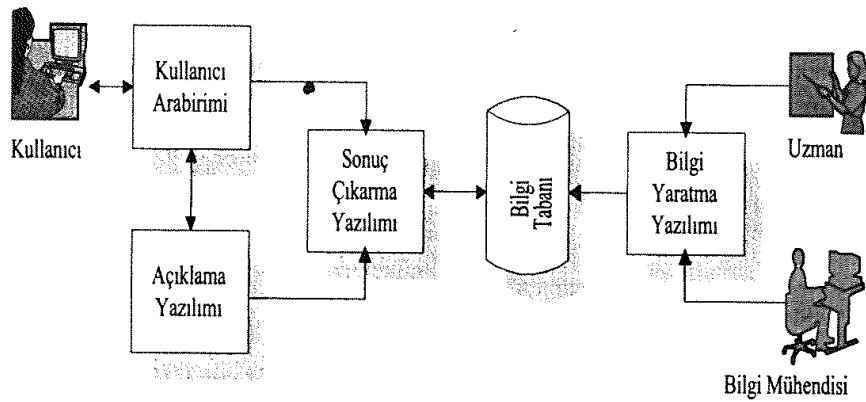 Kullanıcı
Kullanıcı
Arabirimi
Açıklama
Yazılımı
Sonuç
Çıkarma
Yazılımı
Bilgi
Tabanı
Bilgi
Yaratma
Yazılımı
Uzman
Bilgi Mühendisi